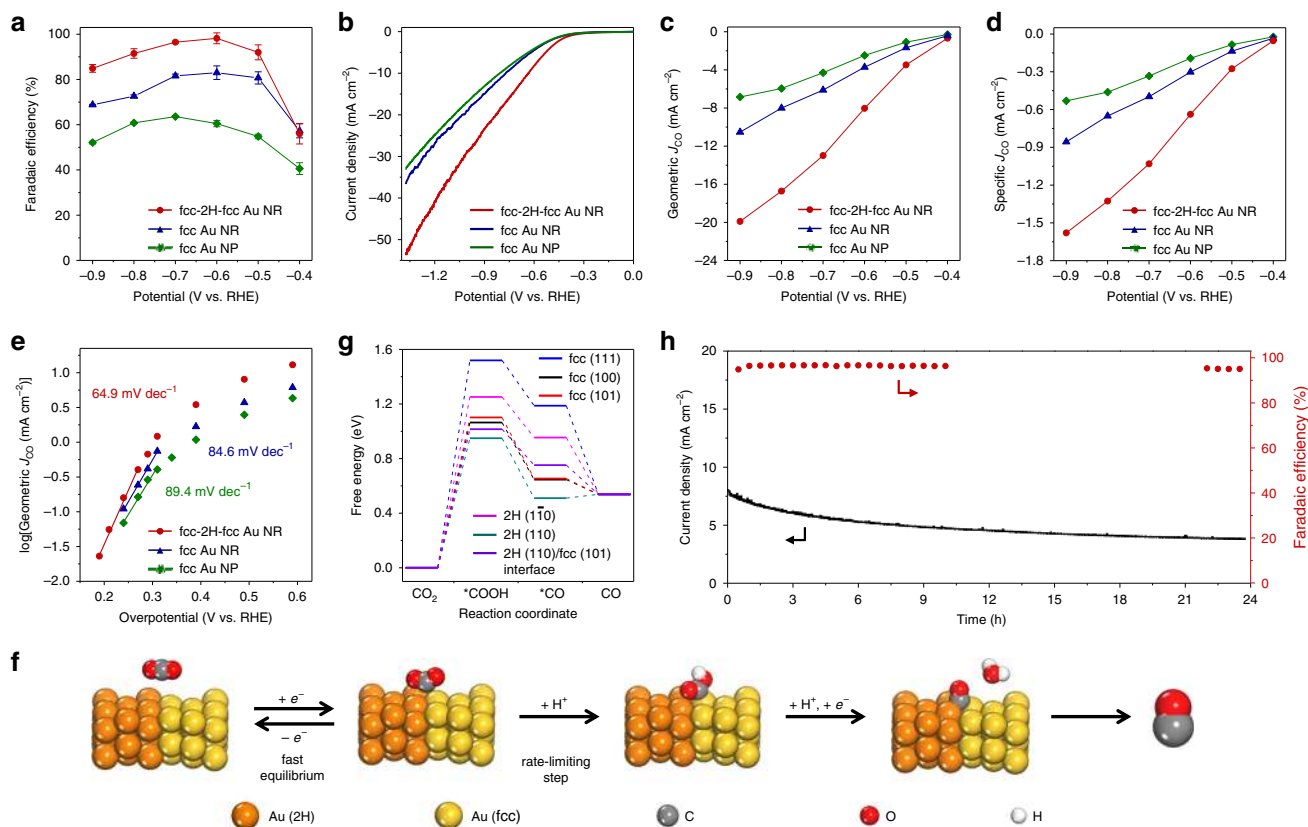 a
Faradaic efficiency (%)
100
80
60
40
20
0
fcc-2H-fcc Au NR
fcc Au NR
fcc Au NP
−0.9 −0.8 −0.7 −0.6 −0.5 −0.4
Potential (V vs. RHE)
b
Current density (mA cm−2)
0
−10
−20
−30
−40
−50
fcc-2H-fcc Au NR
fcc Au NR
fcc Au NP
−1.2 −0.9 −0.6 −0.3 0.0
Potential (V vs. RHE)
c
Geometric JCO (mA cm−2)
0
−4
−8
−12
−16
−20
−24
fcc-2H-fcc Au NR
fcc Au NR
fcc Au NP
−0.9 −0.8 −0.7 −0.6 −0.5 −0.4
Potential (V vs. RHE)
d
Specific JCO (mA cm−2)
0.0
−0.3
−0.6
−0.9
−1.2
−1.5
−1.8
fcc-2H-fcc Au NR
fcc Au NR
fcc Au NP
−0.9 −0.8 −0.7 −0.6 −0.5 −0.4
Potential (V vs. RHE)
e
log[Geometric JCO (mA cm−2)]
1.0
0.5
0.0
−0.5
−1.0
−1.5
−2.0
64.9 mV dec−1
84.6 mV dec−1
89.4 mV dec−1
fcc-2H-fcc Au NR
fcc Au NR
fcc Au NP
0.2 0.3 0.4 0.5 0.6
Overpotential (V vs. RHE)
g
Free energy (eV)
1.6
1.2
0.8
0.4
0.0
fcc (111)
fcc (100)
fcc (101)
2H (1̄10)
2H (110)
2H (110)/fcc (101)
interface
CO2 *COOH *CO CO
Reaction coordinate
h
Current density (mA cm−2)
20
15
10
5
0
100
80
60
40
20
0
Faradaic efficiency (%)
0 3 6 9 12 15 18 21 24
Time (h)
f
+ e−
− e−
fast
equilibrium
+ H+
rate-limiting
step
+ H+, + e−
Au (2H) Au (fcc) C O H